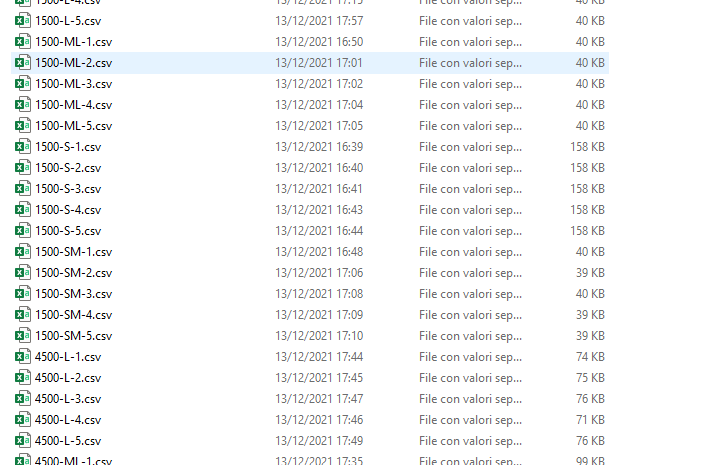 1500-L-4.csv 13/12/2021 17:15 File con valori sep... 40 KB
1500-L-5.csv 13/12/2021 17:57 File con valori sep... 40 KB
1500-ML-1.csv 13/12/2021 16:50 File con valori sep... 40 KB
1500-ML-2.csv 13/12/2021 17:01 File con valori sep... 40 KB
1500-ML-3.csv 13/12/2021 17:02 File con valori sep... 40 KB
1500-ML-4.csv 13/12/2021 17:04 File con valori sep... 40 KB
1500-ML-5.csv 13/12/2021 17:05 File con valori sep... 40 KB
1500-S-1.csv 13/12/2021 16:39 File con valori sep... 158 KB
1500-S-2.csv 13/12/2021 16:40 File con valori sep... 158 KB
1500-S-3.csv 13/12/2021 16:41 File con valori sep... 158 KB
1500-S-4.csv 13/12/2021 16:43 File con valori sep... 158 KB
1500-S-5.csv 13/12/2021 16:44 File con valori sep... 158 KB
1500-SM-1.csv 13/12/2021 16:48 File con valori sep... 40 KB
1500-SM-2.csv 13/12/2021 17:06 File con valori sep... 39 KB
1500-SM-3.csv 13/12/2021 17:08 File con valori sep... 40 KB
1500-SM-4.csv 13/12/2021 17:09 File con valori sep... 39 KB
1500-SM-5.csv 13/12/2021 17:10 File con valori sep... 39 KB
4500-L-1.csv 13/12/2021 17:44 File con valori sep... 74 KB
4500-L-2.csv 13/12/2021 17:45 File con valori sep... 75 KB
4500-L-3.csv 13/12/2021 17:47 File con valori sep... 76 KB
4500-L-4.csv 13/12/2021 17:46 File con valori sep... 71 KB
4500-L-5.csv 13/12/2021 17:49 File con valori sep... 76 KB
4500-ML-1.csv 13/12/2021 17:35 File con valori sep... 99 KB